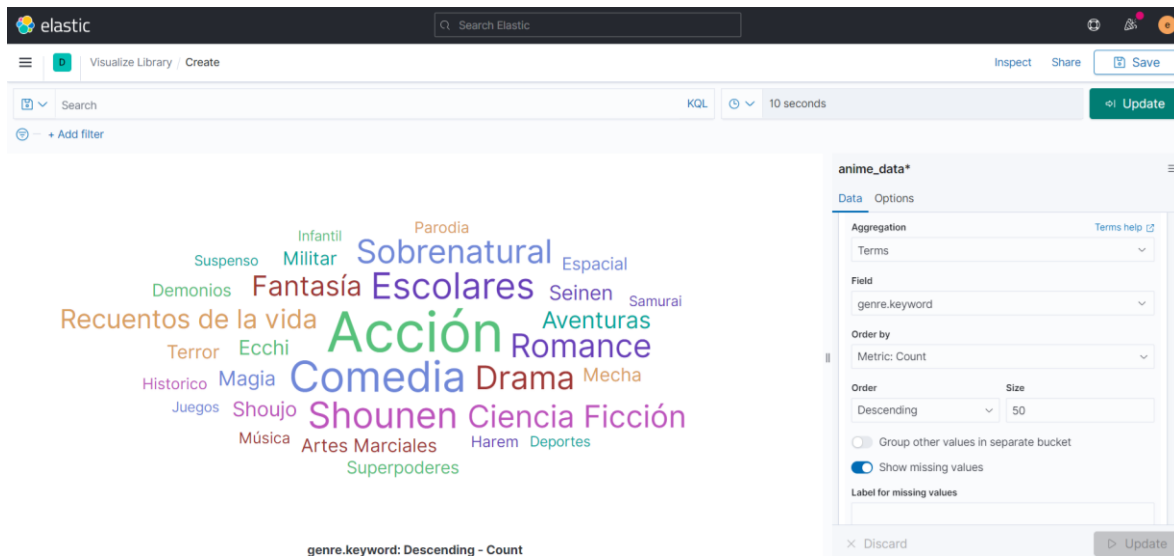 elastic
Search Elastic
e
D
Visualize Library / Create
Inspect
Share
Save
Search
KQL
10 seconds
Update
+ Add filter
Parodia
Infantil
Sobrenatural
Suspenso
Militar
Espacial
Demonios
Fantasía
Escolares
Seinen
Samurai
Recuentos de la vida
Acción
Aventuras
Terror
Ecchi
Romance
Historico
Magia
Comedia
Drama
Mecha
Juegos
Shoujo
Shounen
Ciencia Ficción
Música
Artes Marciales
Harem
Deportes
Superpoderes
genre.keyword: Descending - Count
anime_data*
Data
Options
Aggregation
Terms help
Terms
Field
genre.keyword
Order by
Metric: Count
Order
Size
Descending
50
Group other values in separate bucket
Show missing values
Label for missing values
Discard
Update